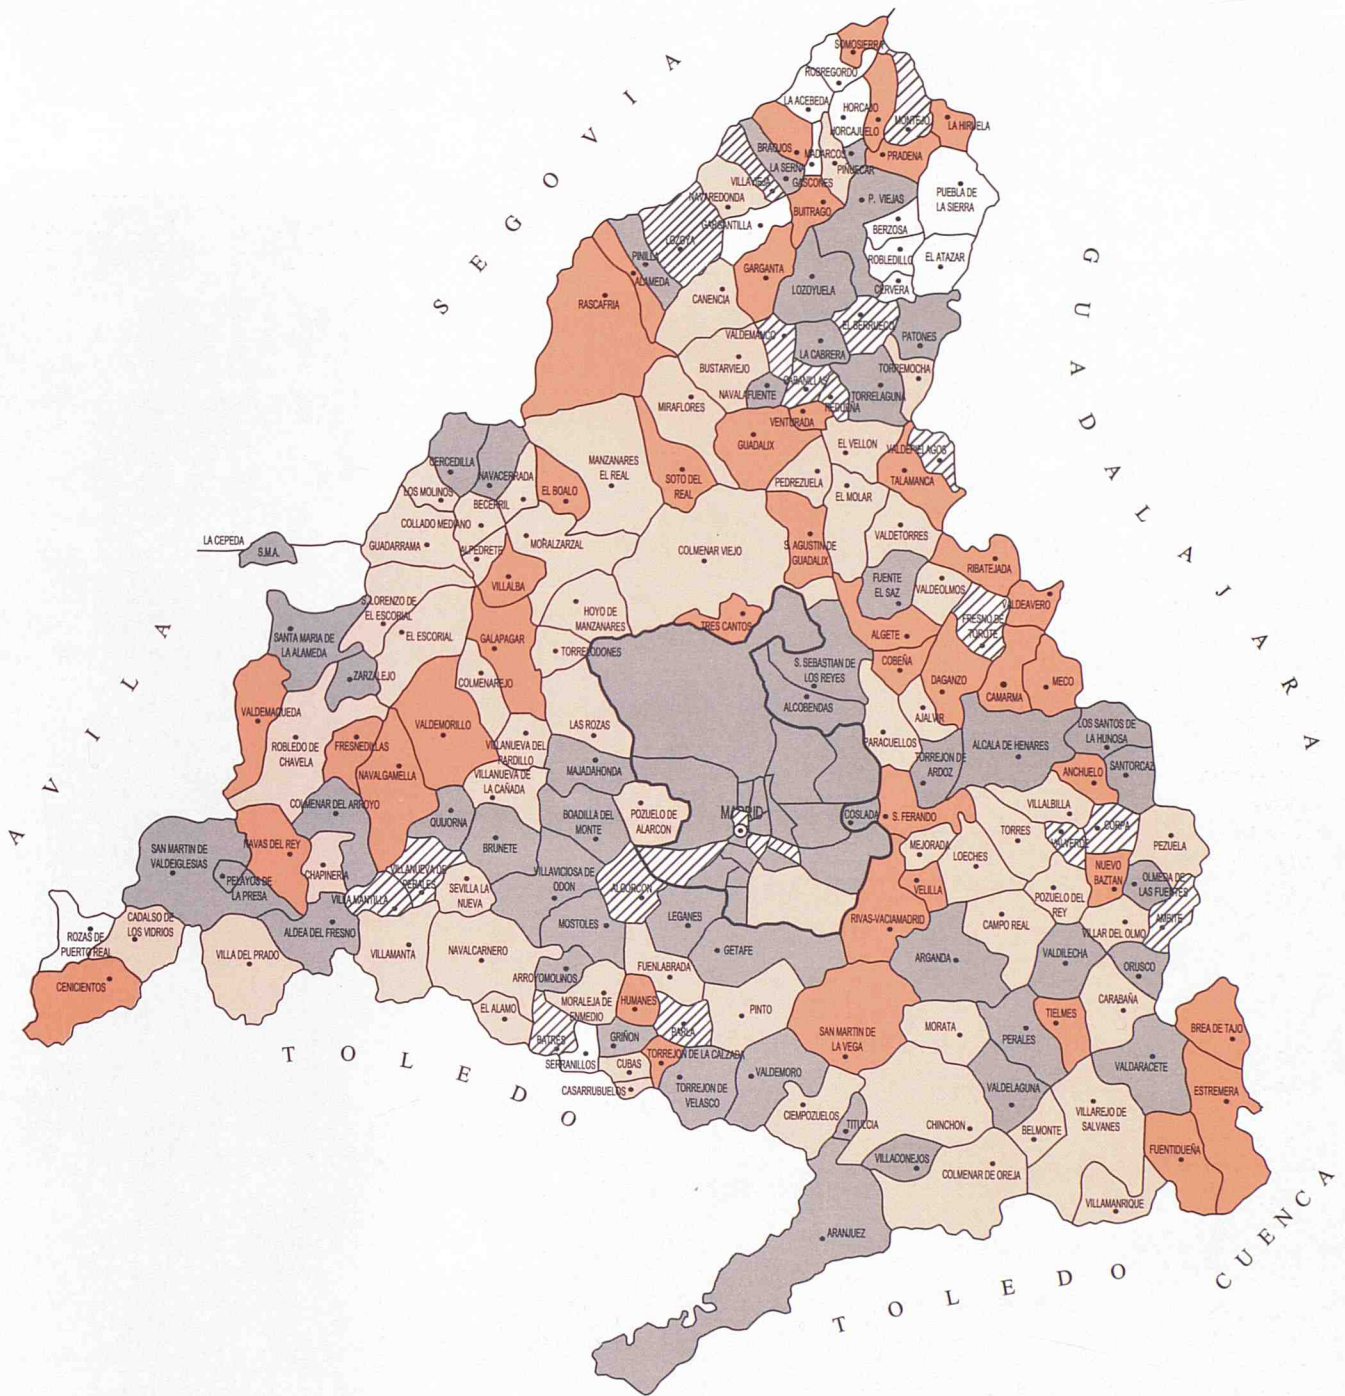 SEGOVIA
GUADALAJARA
AVILA
TOLEDO
TOLEDO
CUENCA
SOMOSIERRA
ROBREGORDO
LA ACEBEDA
HORCAJO
HORCAJUELO
MONTEJO
LA HIRUELA
BRAOJOS
MADARCOS
PRADENA
LA SERNA
PIÑUECAR
VILLAVIEJA
GASCONES
NAVARREDONDA
BUITRAGO
P. VIEJAS
PUEBLA DE
LA SIERRA
GARGANTILLA
BERZOSA
LOZOYA
ROBLEDILLO
EL ATAZAR
PINILLA
ALAMEDA
GARGANTA
LOZOYUELA
CERVERA
RASCAFRIA
CANENCIA
VALDEMANCO
EL BERRUECO
PATONES
BUSTARVIEJO
LA CABRERA
TORREMOCHA
NAVALAFUENTE
CABANILLAS
REDUEÑA
TORRELAGUNA
MIRAFLORES
VENTURADA
GUADALIX
EL VELLON
VALDEPIELAGOS
TALAMANCA
CERCEDILLA
NAVACERRADA
MANZANARES
EL REAL
SOTO DEL
REAL
PEDREZUELA
EL MOLAR
LOS MOLINOS
BECERRIL
EL BOALO
COLLADO MEDIANO
GUADARRAMA
ALPEDRETE
MORALZARZAL
COLMENAR VIEJO
S. AGUSTIN DE
GUADALIX
VALDETORRES
LA CEPEDA
S.M.A.
VILLALBA
FUENTE
EL SAZ
VALDEOLMOS
RIBATEJADA
S. LORENZO DE
EL ESCORIAL
EL ESCORIAL
HOYO DE
MANZANARES
TRES CANTOS
FRESNO DE
TOROTE
VALDEAVERO
SANTA MARIA DE
LA ALAMEDA
GALAPAGAR
TORRELODONES
ALGETE
COBEÑA
ZARZALEJO
COLMENAREJO
S. SEBASTIAN DE
LOS REYES
ALCOBENDAS
DAGANZO
CAMARMA
MECO
VALDEMAQUEDA
ROBLEDO DE
CHAVELA
FRESNEDILLAS
VALDEMORILLO
VILLANUEVA DEL
PARDILLO
LAS ROZAS
AJALVIR
PARACUELLOS
TORREJON DE
ARDOZ
ALCALA DE HENARES
LOS SANTOS DE
LA HUNOSA
SANTORCAZ
NAVALGAMELLA
VILLANUEVA DE
LA CAÑADA
MAJADAHONDA
ANCHUELO
COLMENAR DEL ARROYO
QUIJORNA
BOADILLA DEL
MONTE
POZUELO DE
ALARCON
MADRID
COSLADA
S. FERANDO
VILLALBILLA
CORPA
TORRES
VALVERDE
PEZUELA
SAN MARTIN DE
VALDEIGLESIAS
NAVAS DEL REY
BRUNETE
MEJORADA
LOECHES
NUEVO
BAZTAN
PELAYOS DE
LA PRESA
CHAPINERIA
VILLANUEVA DE
PERALES
VILLAMANTILLA
SEVILLA LA
NUEVA
VILLAVICIOSA DE
ODON
ALCORCON
VELILLA
OLMEDA DE
LAS FUENTES
POZUELO DEL
REY
ROZAS DE
PUERTO REAL
CADALSO DE
LOS VIDRIOS
ALDEA DEL FRESNO
MOSTOLES
LEGANES
RIVAS-VACIAMADRID
CAMPO REAL
AMBITE
VILLAR DEL OLMO
VILLA DEL PRADO
VILLAMANTA
NAVALCARNERO
GETAFE
ARGANDA
VALDILECHA
ORUSCO
CENICIENTOS
ARROYOMOLINOS
FUENLABRADA
EL ALAMO
MORALEJA DE
ENMEDIO
HUMANES
PINTO
CARABAÑA
BATRES
GRIÑON
PARLA
SAN MARTIN DE
LA VEGA
MORATA
PERALES
TIELMES
BREA DE TAJO
SERRANILLOS
CUBAS
TORREJON DE LA CALZADA
VALDEMORO
VALDARACETE
CASARRUBUELOS
TORREJON DE
VELASCO
VALDELAGUNA
ESTREMERA
CIEMPOZUELOS
TITULCIA
CHINCHON
BELMONTE
VILLAREJO DE
SALVANES
VILLACONEJOS
COLMENAR DE OREJA
FUENTIDUEÑA
VILLAMANRIQUE
ARANJUEZ